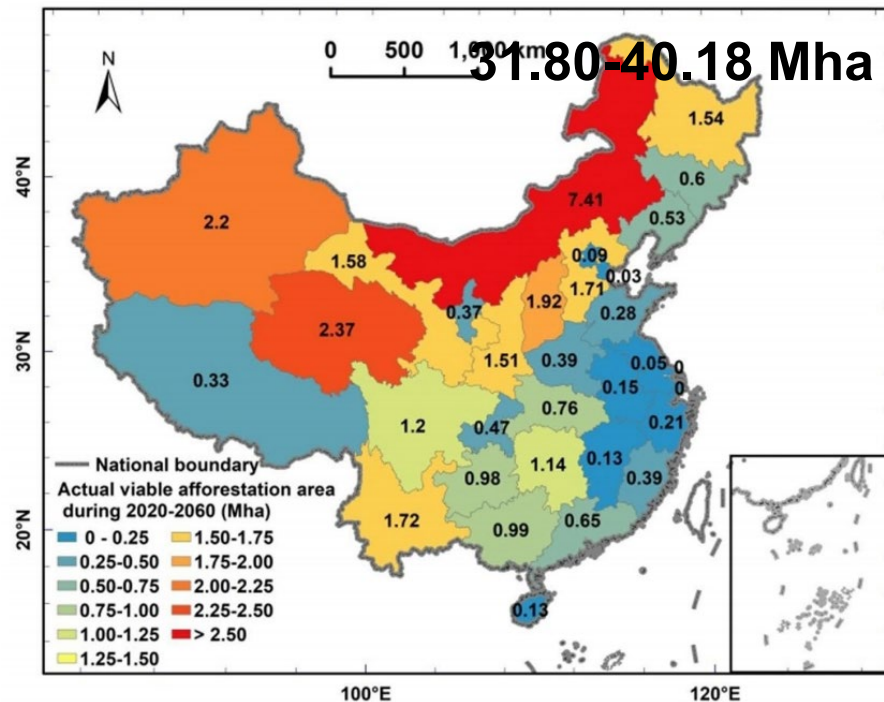 N
0 500 1,000 km
31.80-40.18 Mha
1.54
40°N
0.6
7.41
0.53
2.2
0.09
1.58
0.03
1.71
1.92
0.37
0.28
2.37
30°N
0.05 0
1.51
0.39
0.33
0.15 0
0.76
0.21
1.2
0.47
0.13
1.14
National boundary
0.98
0.39
Actual viable afforestation area
during 2020-2060 (Mha)
20°N
1.72
0.99
0.65
0 - 0.25 1.50-1.75
0.25-0.50 1.75-2.00
0.50-0.75 2.00-2.25
0.75-1.00 2.25-2.50
0.13
1.00-1.25 > 2.50
1.25-1.50
100°E 120°E